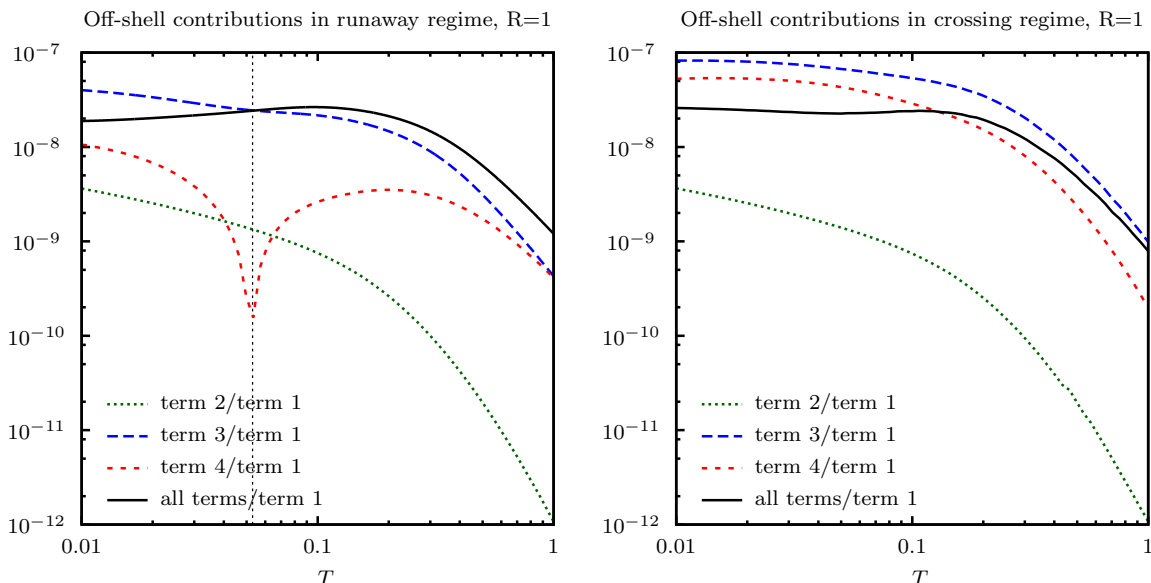 Off-shell contributions in runaway regime, R=1
10⁻⁷
10⁻⁸
10⁻⁹
10⁻¹⁰
10⁻¹¹
10⁻¹²
term 2/term 1
term 3/term 1
term 4/term 1
all terms/term 1
0.01 0.1 1
T
Off-shell contributions in crossing regime, R=1
10⁻⁷
10⁻⁸
10⁻⁹
10⁻¹⁰
10⁻¹¹
10⁻¹²
term 2/term 1
term 3/term 1
term 4/term 1
all terms/term 1
0.01 0.1 1
T